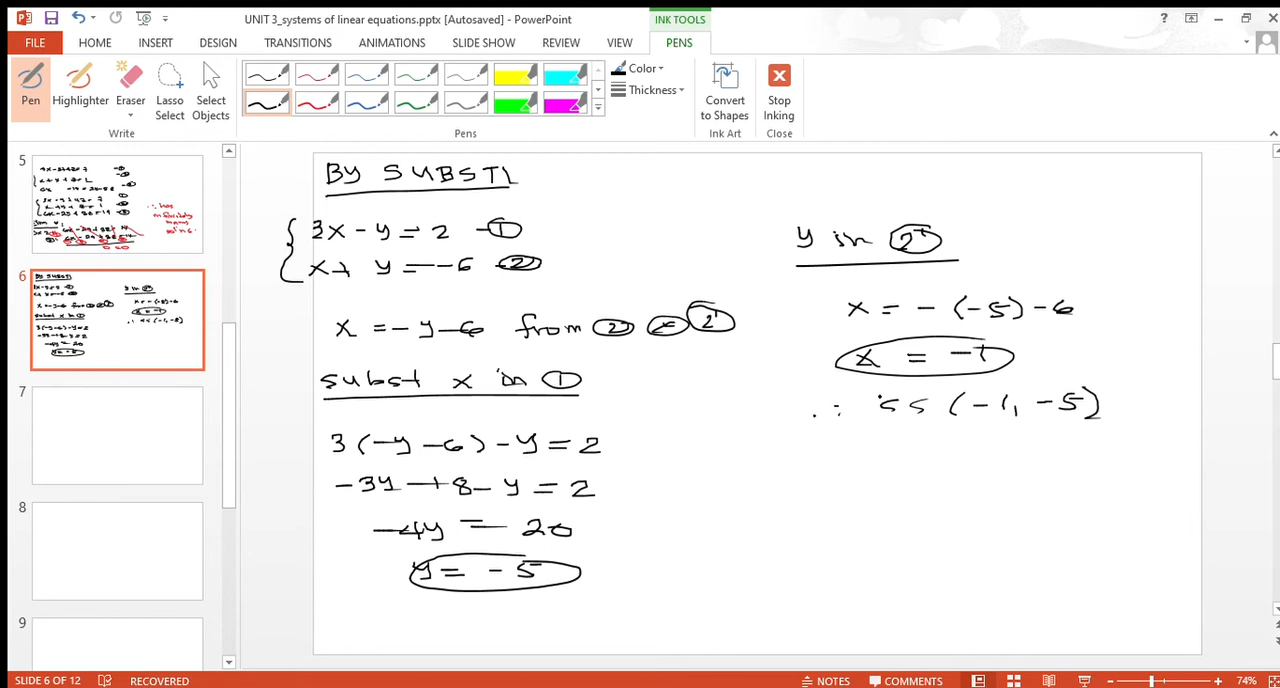 UNIT 3_systems of linear equations.pptx [Autosaved] - PowerPoint
INK TOOLS
?
FILE HOME INSERT DESIGN TRANSITIONS ANIMATIONS SLIDE SHOW REVIEW VIEW PENS
Pen Highlighter Eraser Lasso Select Select Objects
Color
Thickness
Convert to Shapes
Stop Inking
Write Pens Ink Art Close
5
6
7
8
9
BY SUBSTI
3x - y = 2 - ①
x + y = -6 - ②
x = -y - 6 from ② ②'
subst x in ①
3(-y - 6) - y = 2
-3y - +8 - y = 2
-4y = 20
y = -5
y in ②'
x = -(-5) - 6
x = -1
∴ SS (-1, -5)
SLIDE 6 OF 12 RECOVERED NOTES COMMENTS 74%